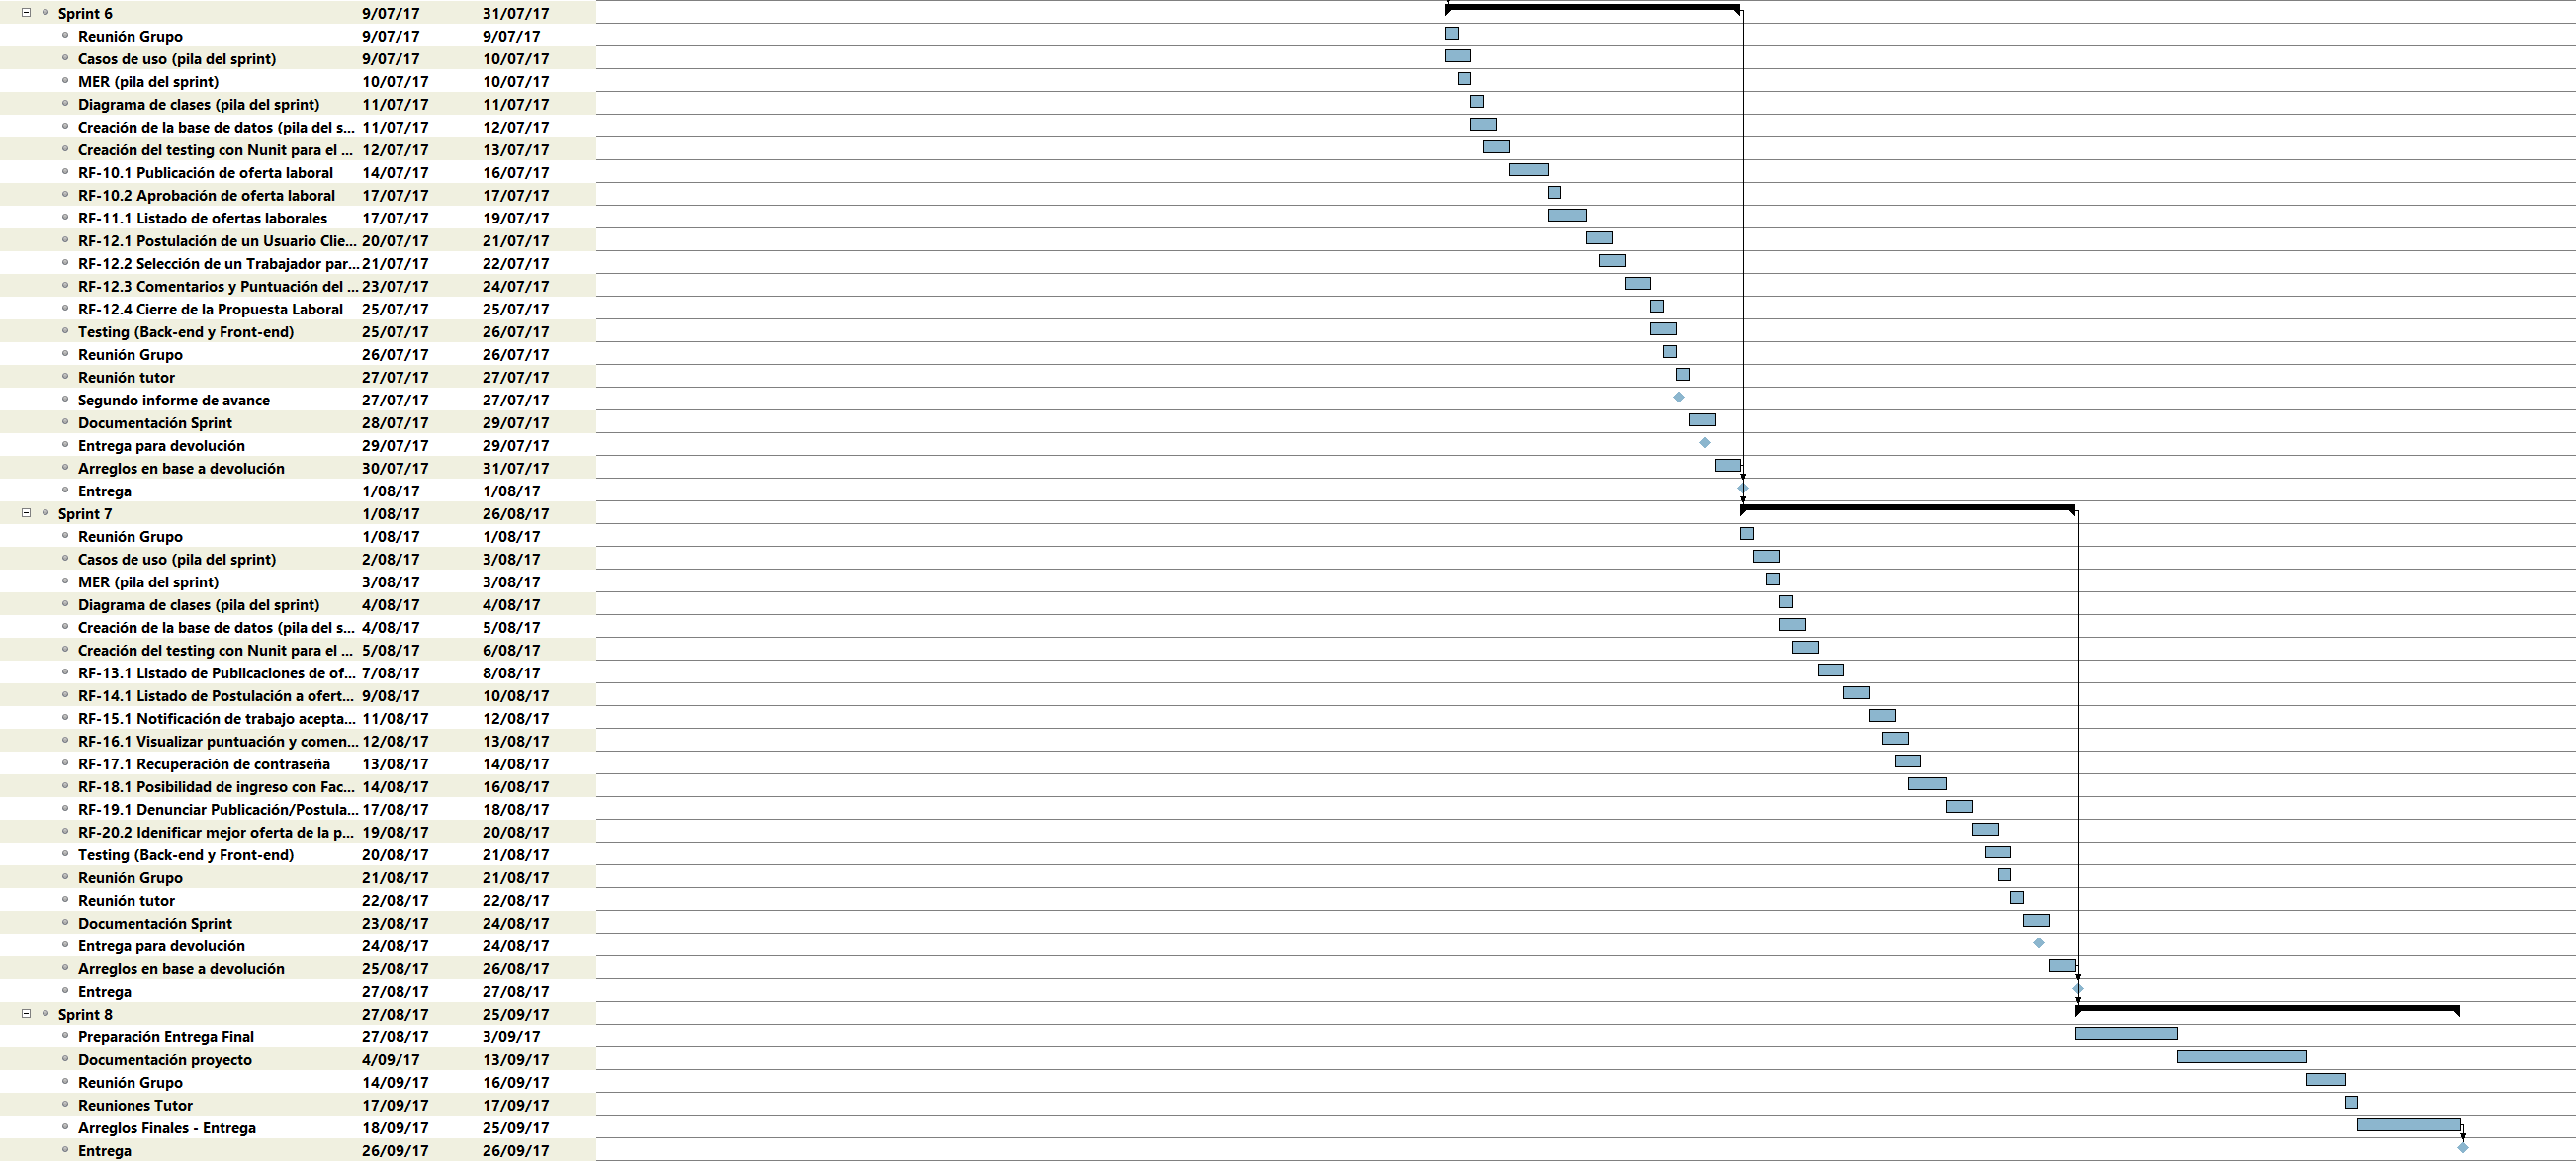 Sprint 6 9/07/17 31/07/17
Reunión Grupo 9/07/17 9/07/17
Casos de uso (pila del sprint) 9/07/17 10/07/17
MER (pila del sprint) 10/07/17 10/07/17
Diagrama de clases (pila del sprint) 11/07/17 11/07/17
Creación de la base de datos (pila del s... 11/07/17 12/07/17
Creación del testing con Nunit para el ... 12/07/17 13/07/17
RF-10.1 Publicación de oferta laboral 14/07/17 16/07/17
RF-10.2 Aprobación de oferta laboral 17/07/17 17/07/17
RF-11.1 Listado de ofertas laborales 17/07/17 19/07/17
RF-12.1 Postulación de un Usuario Clie... 20/07/17 21/07/17
RF-12.2 Selección de un Trabajador par... 21/07/17 22/07/17
RF-12.3 Comentarios y Puntuación del ... 23/07/17 24/07/17
RF-12.4 Cierre de la Propuesta Laboral 25/07/17 25/07/17
Testing (Back-end y Front-end) 25/07/17 26/07/17
Reunión Grupo 26/07/17 26/07/17
Reunión tutor 27/07/17 27/07/17
Segundo informe de avance 27/07/17 27/07/17
Documentación Sprint 28/07/17 29/07/17
Entrega para devolución 29/07/17 29/07/17
Arreglos en base a devolución 30/07/17 31/07/17
Entrega 1/08/17 1/08/17
Sprint 7 1/08/17 26/08/17
Reunión Grupo 1/08/17 1/08/17
Casos de uso (pila del sprint) 2/08/17 3/08/17
MER (pila del sprint) 3/08/17 3/08/17
Diagrama de clases (pila del sprint) 4/08/17 4/08/17
Creación de la base de datos (pila del s... 4/08/17 5/08/17
Creación del testing con Nunit para el ... 5/08/17 6/08/17
RF-13.1 Listado de Publicaciones de of... 7/08/17 8/08/17
RF-14.1 Listado de Postulación a ofert... 9/08/17 10/08/17
RF-15.1 Notificación de trabajo acepta... 11/08/17 12/08/17
RF-16.1 Visualizar puntuación y comen... 12/08/17 13/08/17
RF-17.1 Recuperación de contraseña 13/08/17 14/08/17
RF-18.1 Posibilidad de ingreso con Fac... 14/08/17 16/08/17
RF-19.1 Denunciar Publicación/Postula... 17/08/17 18/08/17
RF-20.2 Idenificar mejor oferta de la p... 19/08/17 20/08/17
Testing (Back-end y Front-end) 20/08/17 21/08/17
Reunión Grupo 21/08/17 21/08/17
Reunión tutor 22/08/17 22/08/17
Documentación Sprint 23/08/17 24/08/17
Entrega para devolución 24/08/17 24/08/17
Arreglos en base a devolución 25/08/17 26/08/17
Entrega 27/08/17 27/08/17
Sprint 8 27/08/17 25/09/17
Preparación Entrega Final 27/08/17 3/09/17
Documentación proyecto 4/09/17 13/09/17
Reunión Grupo 14/09/17 16/09/17
Reuniones Tutor 17/09/17 17/09/17
Arreglos Finales - Entrega 18/09/17 25/09/17
Entrega 26/09/17 26/09/17